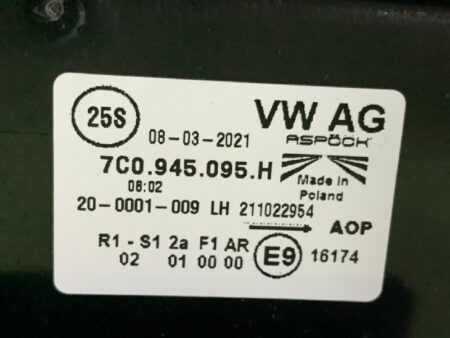 25S
VW AG
08-03-2021
ASPÖCK
7C0.945.095.H
08:02
Made in
Poland
20-0001-009 LH 211022954
AOP
R1 - S1 2a F1 AR
02 01 00 00
E9
16174